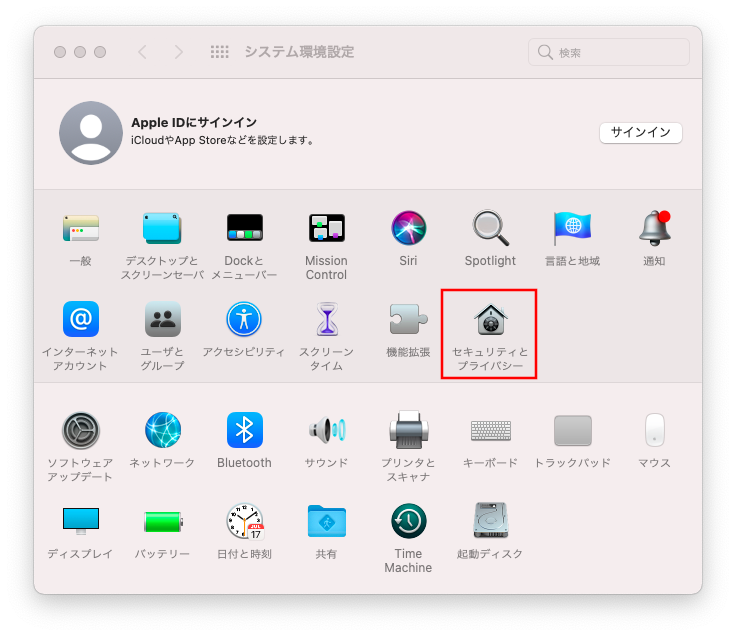 システム環境設定
検索
Apple IDにサインイン
iCloudやApp Storeなどを設定します。
サインイン
一般
デスクトップと
スクリーンセーバ
Dockと
メニューバー
Mission
Control
Siri
Spotlight
言語と地域
通知
インターネット
アカウント
ユーザと
グループ
アクセシビリティ
スクリーン
タイム
機能拡張
セキュリティと
プライバシー
ソフトウェア
アップデート
ネットワーク
Bluetooth
サウンド
プリンタと
スキャナ
キーボード
トラックパッド
マウス
ディスプレイ
バッテリー
JUL
17
日付と時刻
共有
Time
Machine
起動ディスク